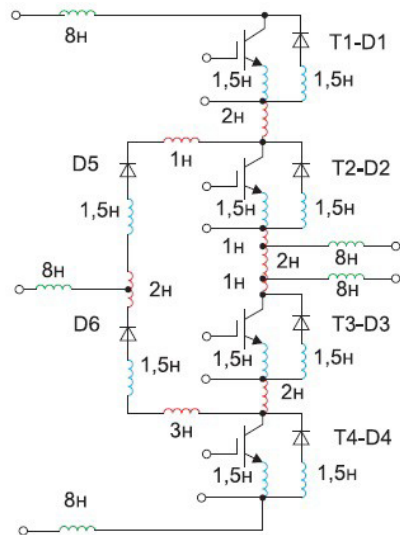 8н
T1-D1
1,5н
1,5н
2н
1н
D5
T2-D2
1,5н
1,5н
1,5н
1н
2н
8н
8н
2н
1н
8н
D6
T3-D3
1,5н
1,5н
1,5н
2н
3н
T4-D4
1,5н
1,5н
8н